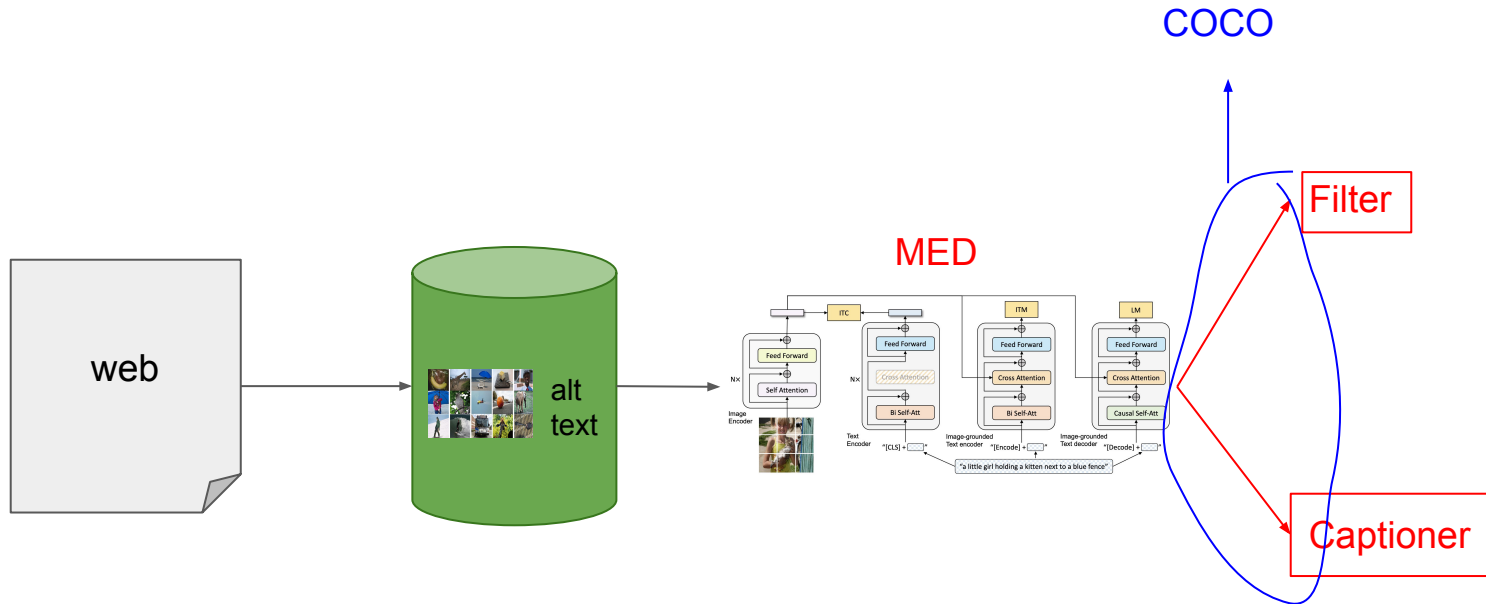 COCO
Filter
MED
web
alt
text
ITC
ITM
LM
Feed Forward
Feed Forward
Feed Forward
Feed Forward
N×
Self Attention
N×
Cross Attention
Cross Attention
Cross Attention
Bi Self-Att
Bi Self-Att
Causal Self-Att
Image
Encoder
Text
Encoder
Image-grounded
Text encoder
Image-grounded
Text decoder
"[CLS] + "
"[Encode] + "
"[Decode] + "
"a little girl holding a kitten next to a blue fence"
Captioner